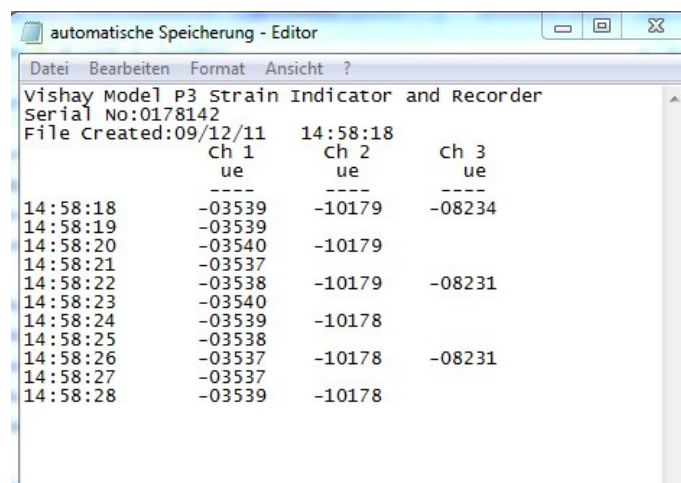 automatische Speicherung - Editor
Datei Bearbeiten Format Ansicht ?
Vishay Model P3 Strain Indicator and Recorder
Serial No:0178142
File Created:09/12/11 14:58:18
Ch 1 Ch 2 Ch 3
ue ue ue
---- ---- ----
14:58:18 -03539 -10179 -08234
14:58:19 -03539
14:58:20 -03540 -10179
14:58:21 -03537
14:58:22 -03538 -10179 -08231
14:58:23 -03540
14:58:24 -03539 -10178
14:58:25 -03538
14:58:26 -03537 -10178 -08231
14:58:27 -03537
14:58:28 -03539 -10178